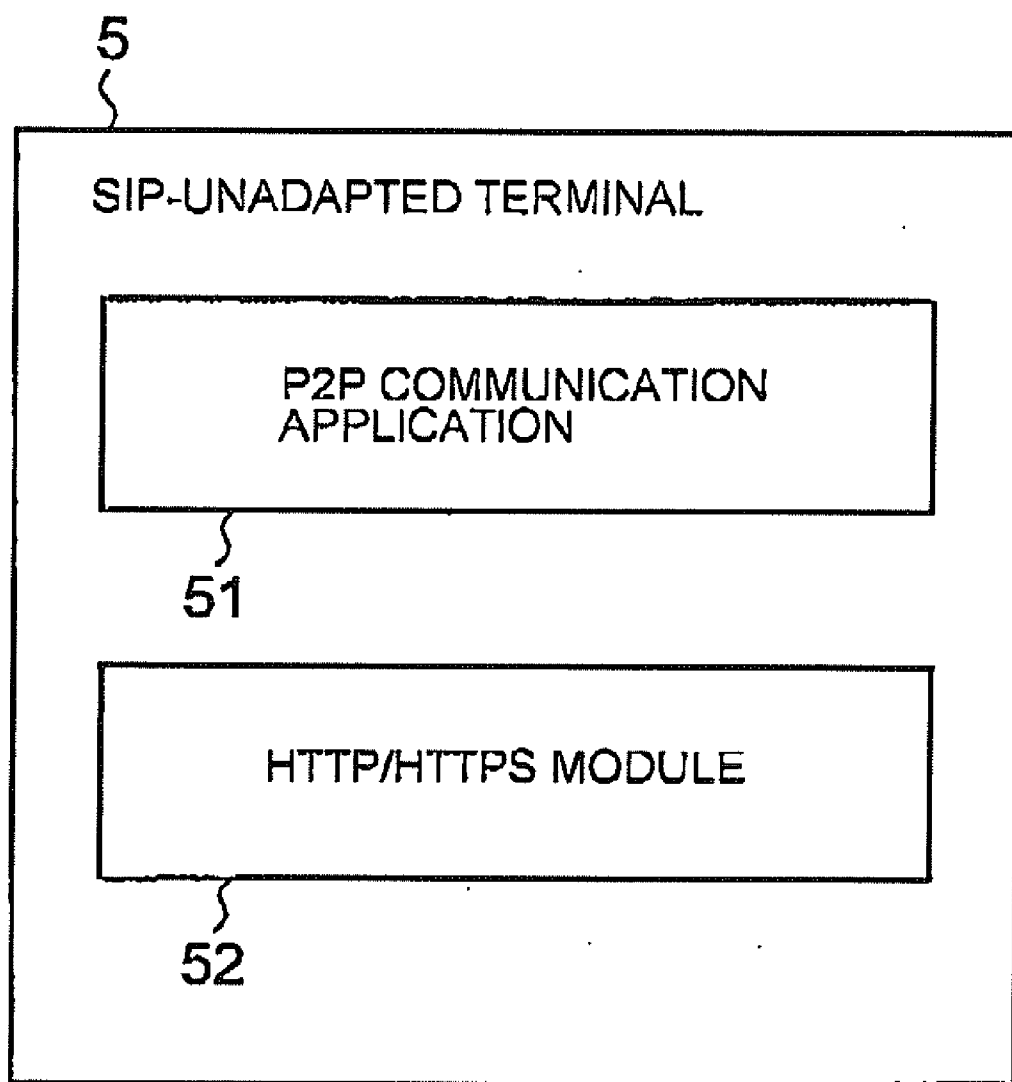 5
SIP-UNADAPTED TERMINAL
P2P COMMUNICATION
APPLICATION
51
HTTP/HTTPS MODULE
52